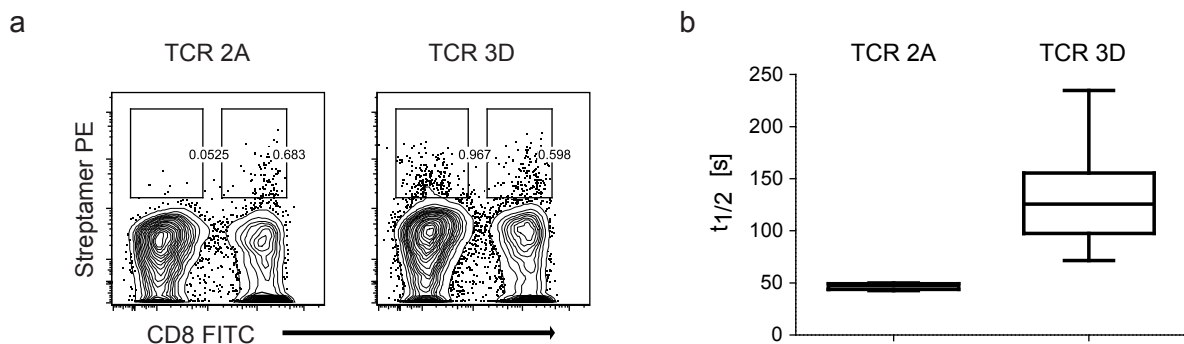 a
TCR 2A
TCR 3D
Streptamer PE
0.0525
0.683
0.967
0.598
CD8 FITC
b
TCR 2A
TCR 3D
t1/2 [s]
250
200
150
100
50
0